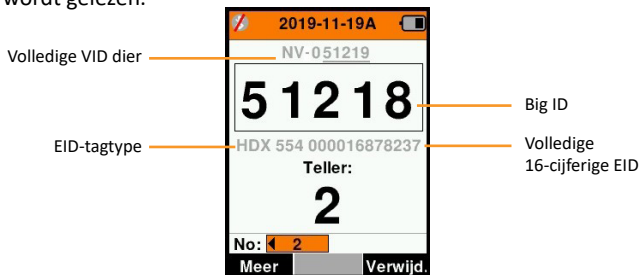 wordt gelezen.
2019-11-19A
Volledige VID dier
NV-051219
51218
Big ID
EID-tagtype
HDX 554 000016878237
Volledige
16-cijferige EID
Teller:
2
No: 2
Meer
Verwijd.